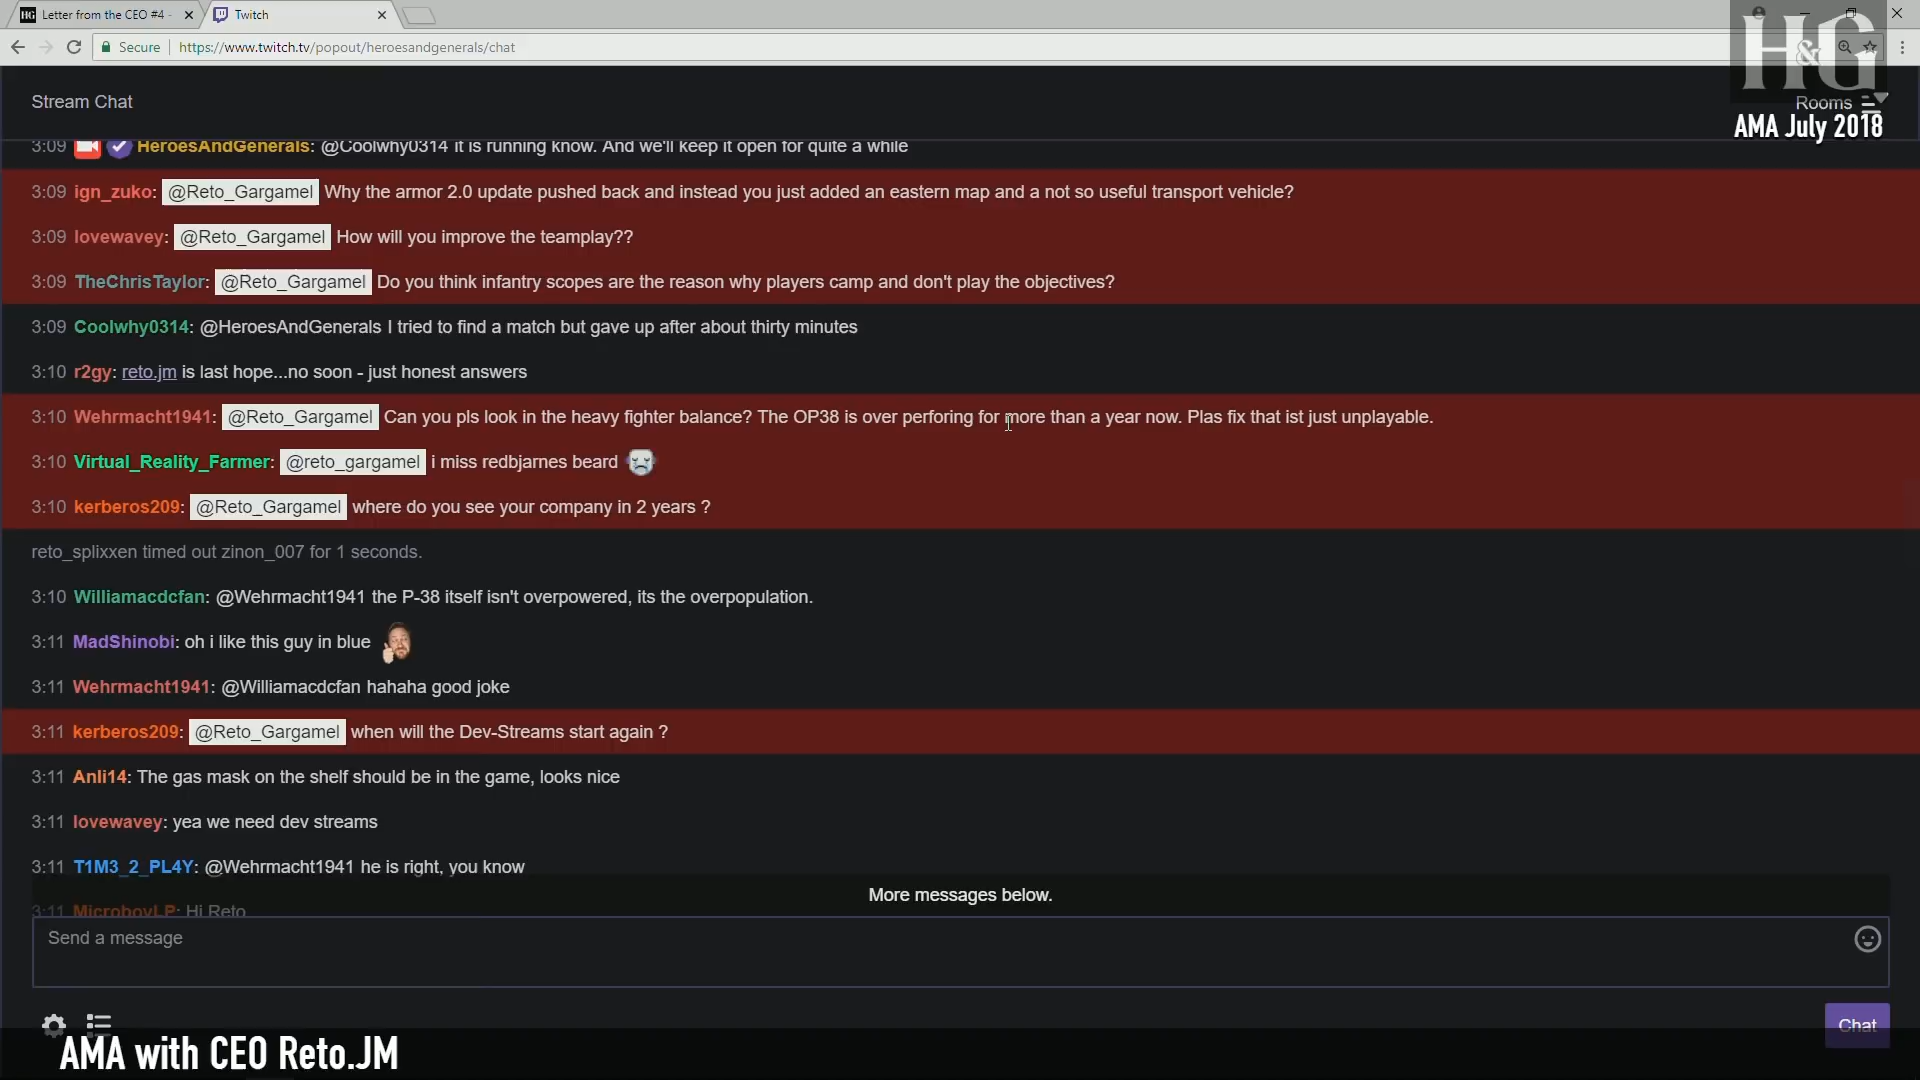 Letter from the CEO #4 -
Twitch
Secure
https://www.twitch.tv/popout/heroesandgenerals/chat
H&G
Stream Chat
Rooms
AMA July 2018
3:09 HeroesAndGenerals: @Coolwhy0314 it is running know. And we'll keep it open for quite a while
3:09 ign_zuko: @Reto_Gargamel Why the armor 2.0 update pushed back and instead you just added an eastern map and a not so useful transport vehicle?
3:09 lovewavey: @Reto_Gargamel How will you improve the teamplay??
3:09 TheChrisTaylor: @Reto_Gargamel Do you think infantry scopes are the reason why players camp and don't play the objectives?
3:09 Coolwhy0314: @HeroesAndGenerals I tried to find a match but gave up after about thirty minutes
3:10 r2gy: reto.jm is last hope...no soon - just honest answers
3:10 Wehrmacht1941: @Reto_Gargamel Can you pls look in the heavy fighter balance? The OP38 is over perforing for more than a year now. Plas fix that ist just unplayable.
3:10 Virtual_Reality_Farmer: @reto_gargamel i miss redbjarnes beard
3:10 kerberos209: @Reto_Gargamel where do you see your company in 2 years ?
reto_splixxen timed out zinon_007 for 1 seconds.
3:10 Williamacdcfan: @Wehrmacht1941 the P-38 itself isn't overpowered, its the overpopulation.
3:11 MadShinobi: oh i like this guy in blue
3:11 Wehrmacht1941: @Williamacdcfan hahaha good joke
3:11 kerberos209: @Reto_Gargamel when will the Dev-Streams start again ?
3:11 Anli14: The gas mask on the shelf should be in the game, looks nice
3:11 lovewavey: yea we need dev streams
3:11 T1M3_2_PL4Y: @Wehrmacht1941 he is right, you know
More messages below.
3:11 MicroboyLP: Hi Reto
Send a message
Chat
AMA with CEO Reto.JM